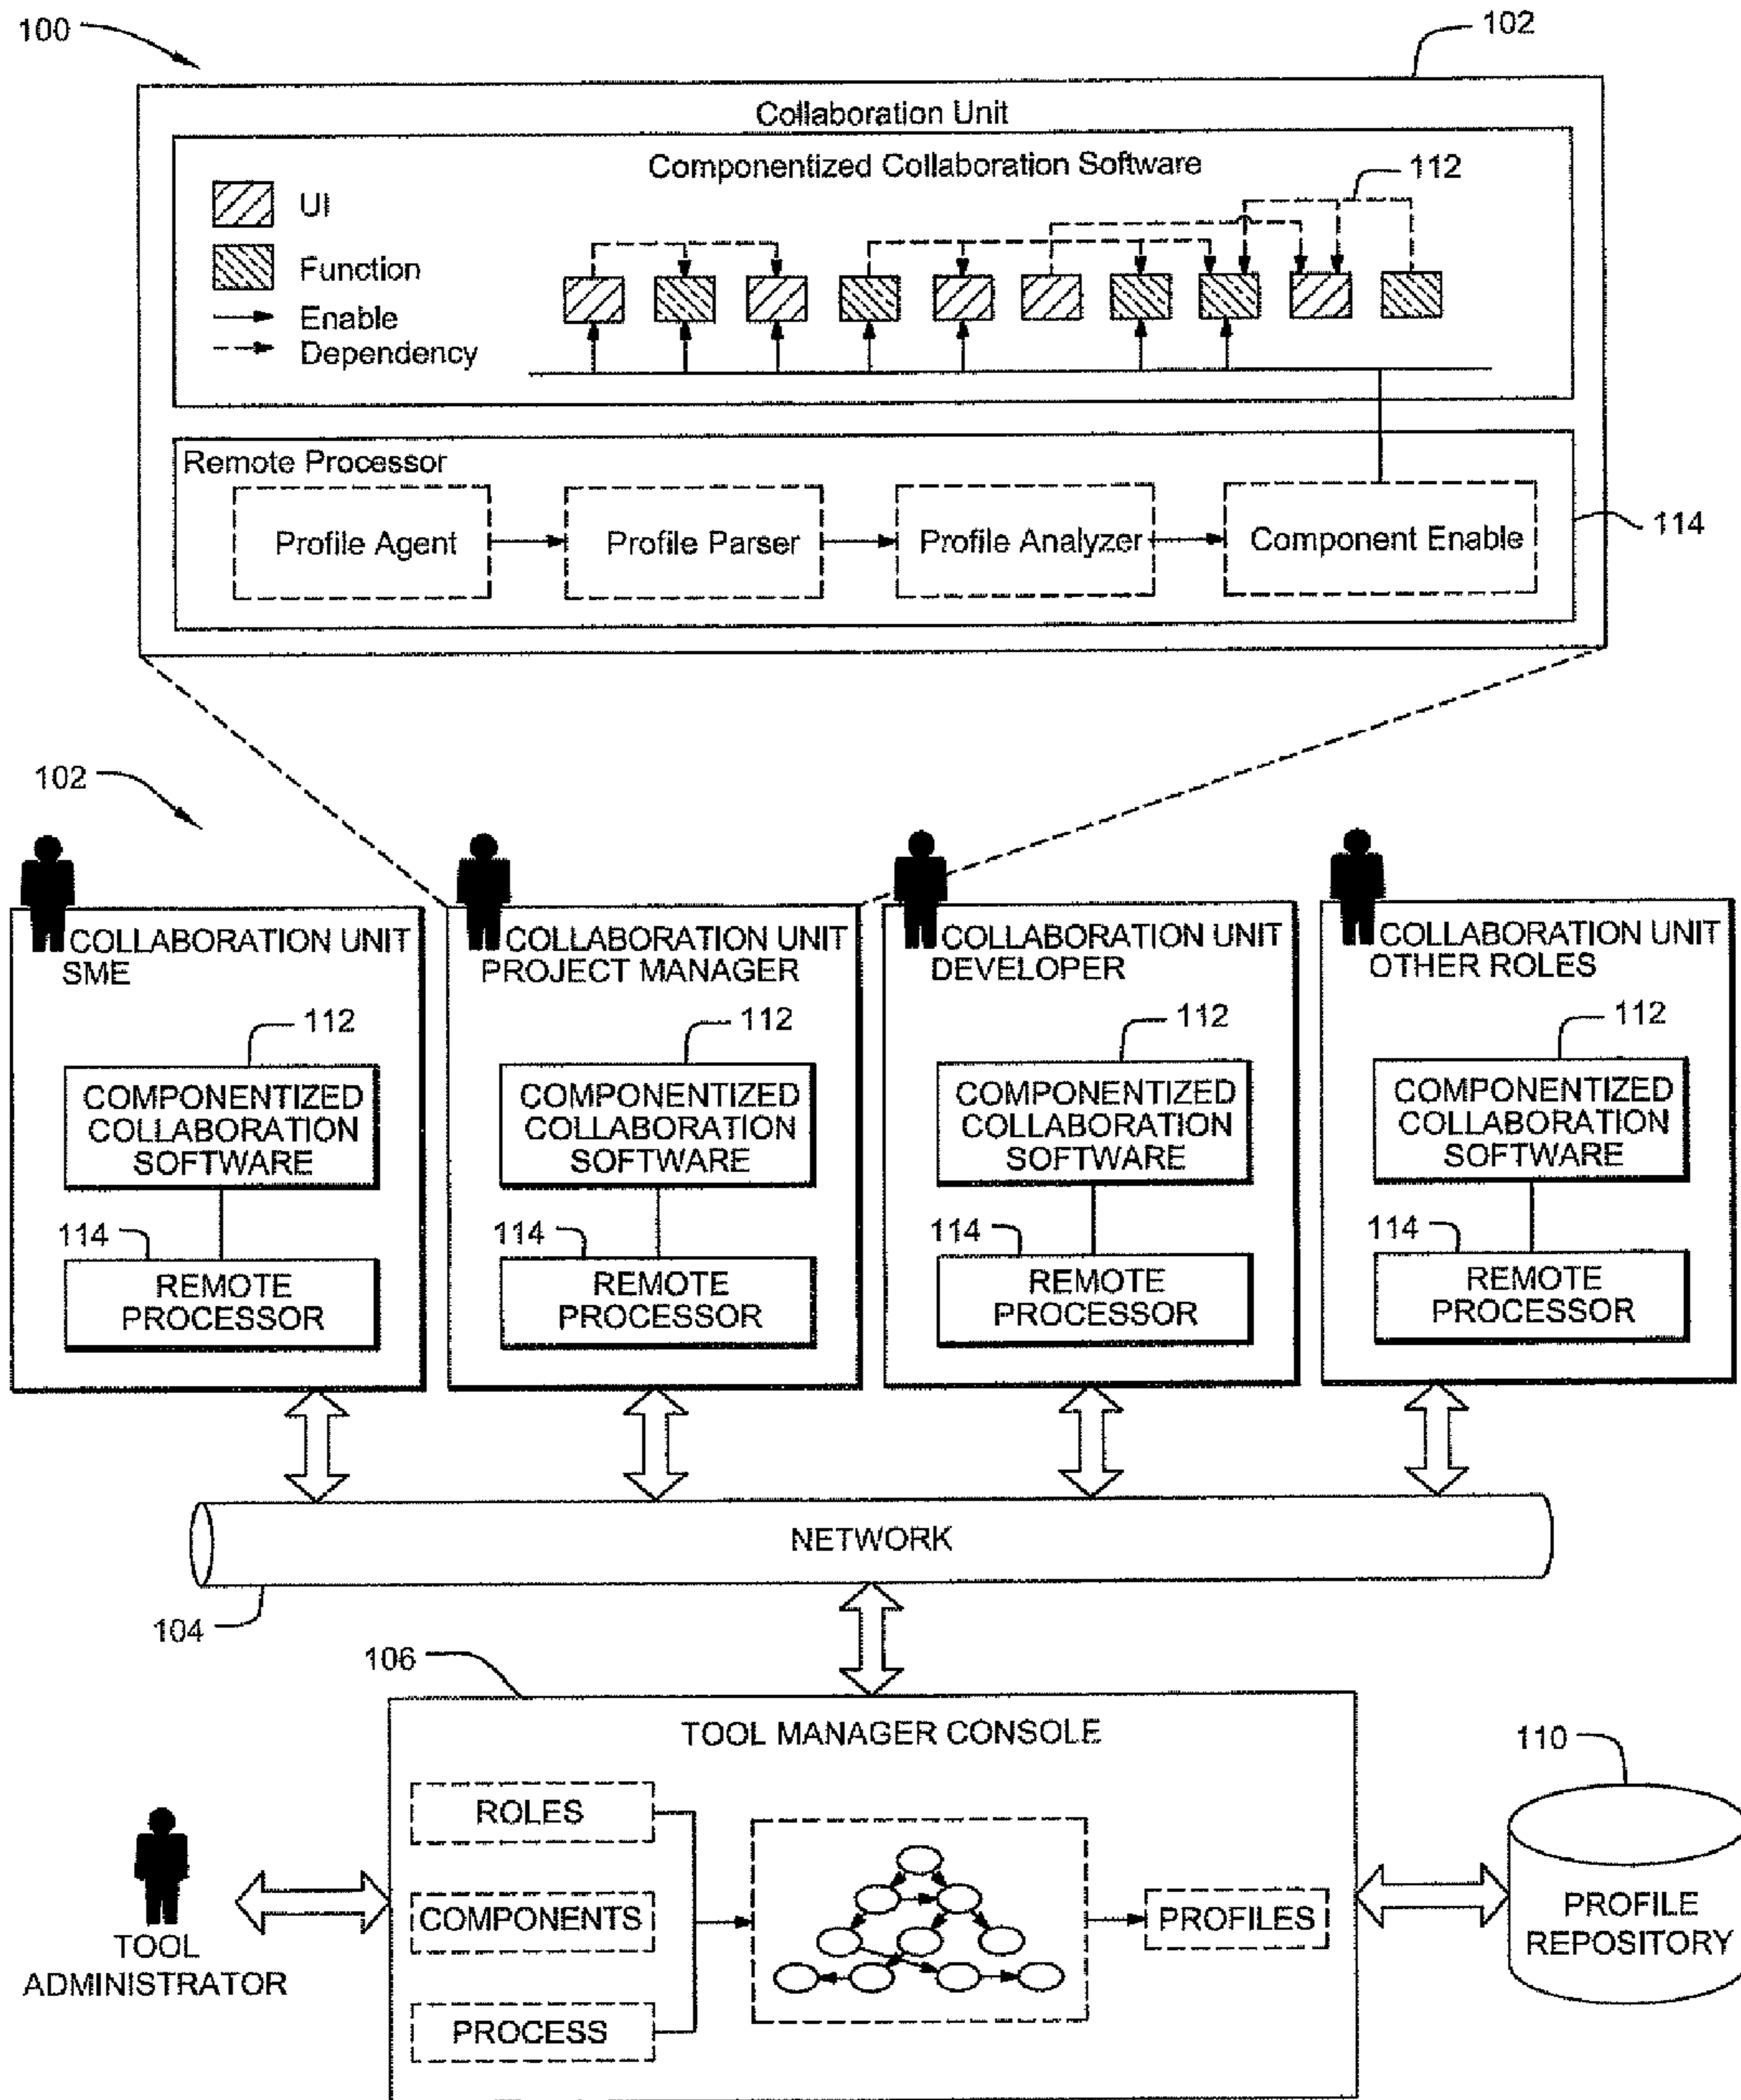 100
102
Collaboration Unit
Componentized Collaboration Software
112
UI
Function
Enable
Dependency
Remote Processor
Profile Agent
Profile Parser
Profile Analyzer
Component Enable
114
102
COLLABORATION UNIT
SME
COLLABORATION UNIT
PROJECT MANAGER
COLLABORATION UNIT
DEVELOPER
COLLABORATION UNIT
OTHER ROLES
112
112
112
112
COMPONENTIZED
COLLABORATION
SOFTWARE
COMPONENTIZED
COLLABORATION
SOFTWARE
COMPONENTIZED
COLLABORATION
SOFTWARE
COMPONENTIZED
COLLABORATION
SOFTWARE
114
114
114
114
REMOTE
PROCESSOR
REMOTE
PROCESSOR
REMOTE
PROCESSOR
REMOTE
PROCESSOR
NETWORK
104
106
TOOL MANAGER CONSOLE
110
ROLES
COMPONENTS
PROCESS
PROFILES
TOOL
ADMINISTRATOR
PROFILE
REPOSITORY